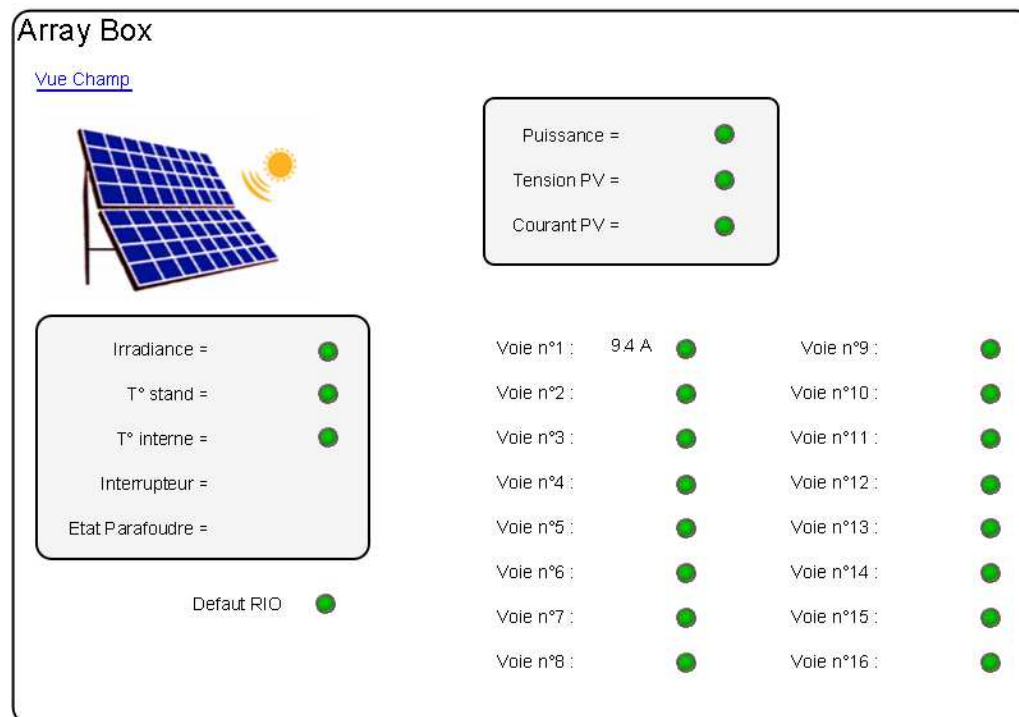 Array Box
Vue Champ
Puissance =
Tension PV =
Courant PV =
Irradiance =
T° stand =
T° interne =
Interrupteur =
Etat Parafoudre =
Defaut RIO
Voie n°1 : 9.4 A
Voie n°2 :
Voie n°3 :
Voie n°4 :
Voie n°5 :
Voie n°6 :
Voie n°7 :
Voie n°8 :
Voie n°9 :
Voie n°10 :
Voie n°11 :
Voie n°12 :
Voie n°13 :
Voie n°14 :
Voie n°15 :
Voie n°16 :